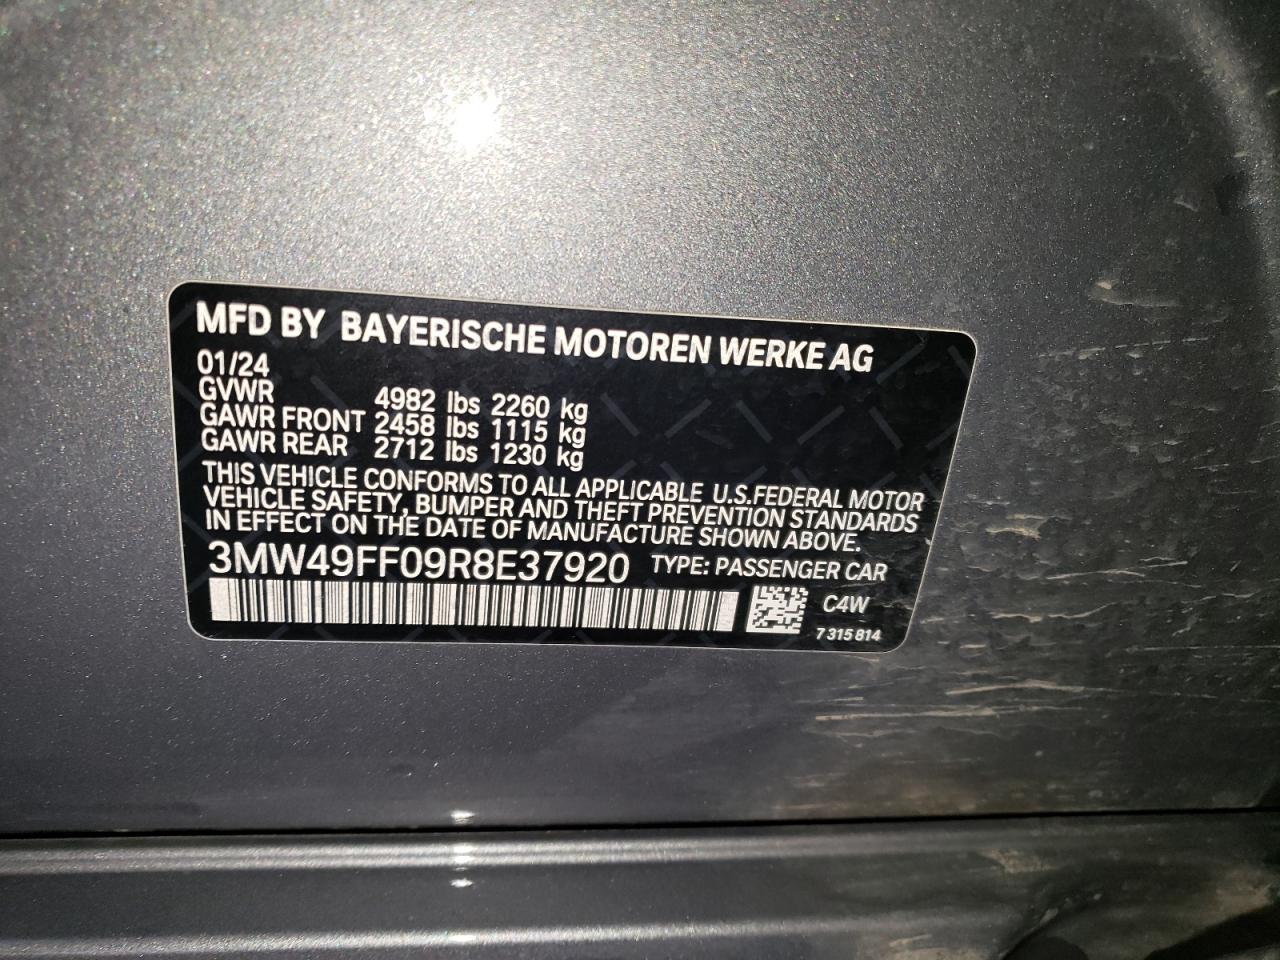 MFD BY BAYERISCHE MOTOREN WERKE AG
01/24
GVWR 4982 lbs 2260 kg
GAWR FRONT 2458 lbs 1115 kg
GAWR REAR 2712 lbs 1230 kg
THIS VEHICLE CONFORMS TO ALL APPLICABLE U.S.FEDERAL MOTOR
VEHICLE SAFETY, BUMPER AND THEFT PREVENTION STANDARDS
IN EFFECT ON THE DATE OF MANUFACTURE SHOWN ABOVE.
3MW49FF09R8E37920 TYPE: PASSENGER CAR
C4W
7 315 814